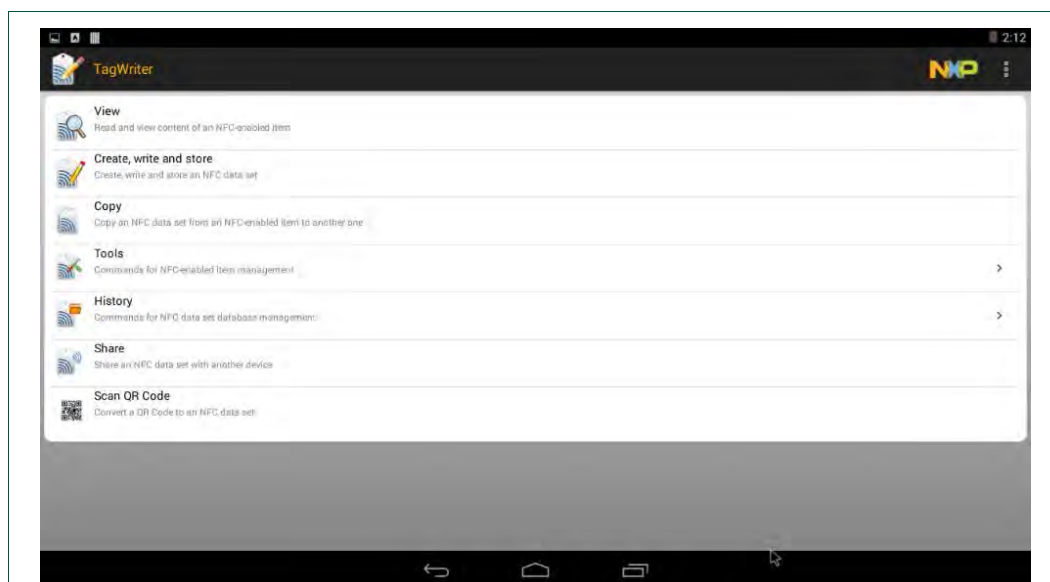 2:12
TagWriter
NXP
View
Read and view content of an NFC-enabled item
Create, write and store
Create, write and store an NFC data set
Copy
Copy an NFC data set from an NFC-enabled item to another one
Tools
Commands for NFC-enabled item management
History
Commands for NFC data set database management
Share
Share an NFC data set with another device
Scan QR Code
Convert a QR Code to an NFC data set